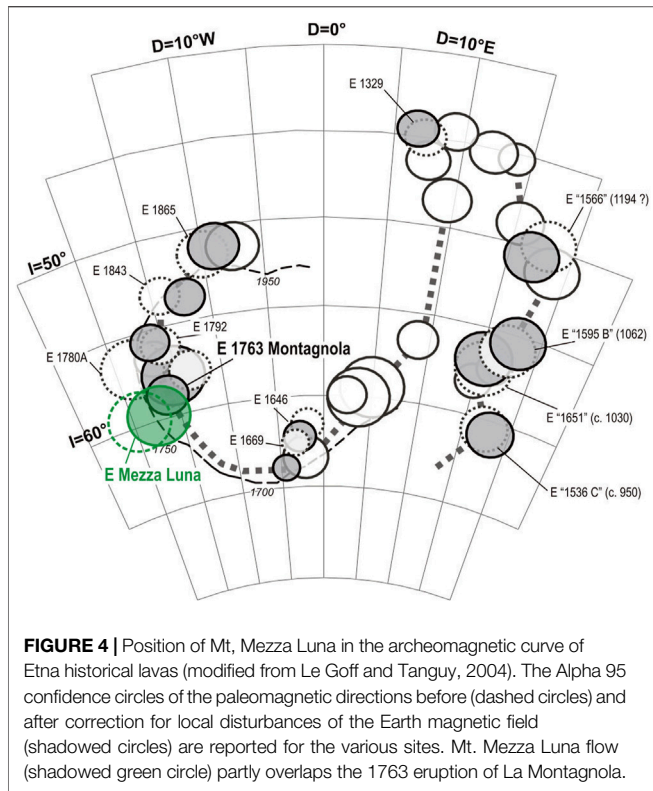 D=10°W
D=0°
D=10°E
E 1329
E "1566" (1194 ?)
E 1865
I=50°
E 1843
1950
E 1792
E 1763 Montagnola
E "1595 B" (1062)
E 1780A
E 1646
E "1651" (c. 1030)
I=60°
E 1669
1750
E Mezza Luna
1700
E "1536 C" (c. 950)
FIGURE 4 | Position of Mt, Mezza Luna in the archeomagnetic curve of
Etna historical lavas (modified from Le Goff and Tanguy, 2004). The Alpha 95
confidence circles of the paleomagnetic directions before (dashed circles) and
after correction for local disturbances of the Earth magnetic field
(shadowed circles) are reported for the various sites. Mt. Mezza Luna flow
(shadowed green circle) partly overlaps the 1763 eruption of La Montagnola.